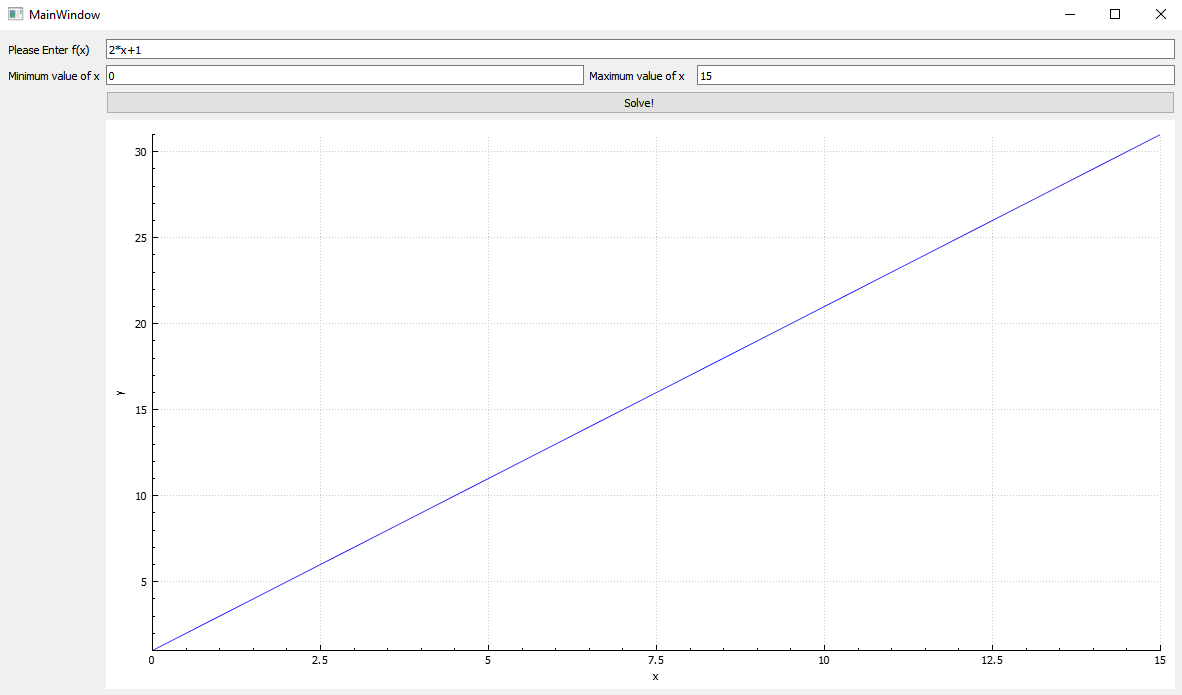 MainWindow
Please Enter f(x) 2*x+1
Minimum value of x 0 Maximum value of x 15
Solve!
30
25
20
y
15
10
5
0 2.5 5 7.5 10 12.5 15
x